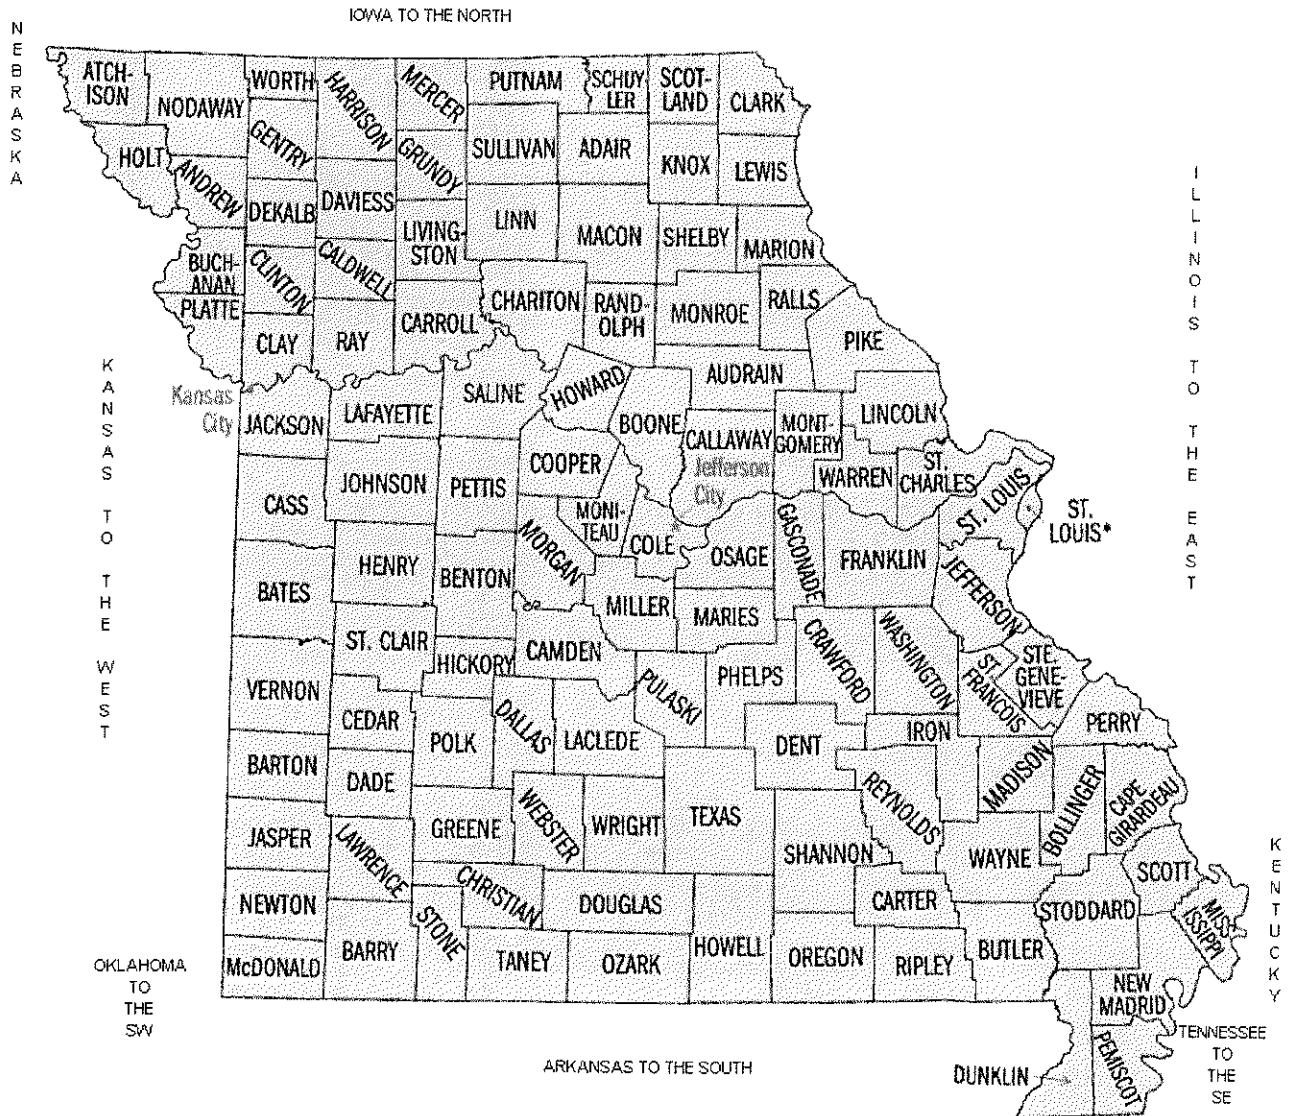 IOWA TO THE NORTH
NEBRASKA
ATCH-
ISON
NODAWAY
WORTH
HARRISON
MERCER
PUTNAM
SCHUY-
LER
SCOT-
LAND
CLARK
HOLT
ANDREW
GENTRY
GRUNDY
SULLIVAN
ADAIR
KNOX
LEWIS
DEKALB
DAVIESS
LIVING-
STON
LINN
MACON
SHELBY
MARION
BUCH-
ANAN
CLINTON
CALDWELL
PLATTE
CLAY
RAY
CARROLL
CHARITON
RAND-
OLPH
MONROE
RALLS
PIKE
ILLINOIS TO THE EAST
KANSAS TO THE WEST
Kansas
City
JACKSON
LAFAYETTE
SALINE
HOWARD
BOONE
AUDRAIN
CALLAWAY
Jefferson
City
MONT-
GOMERY
LINCOLN
WARREN
ST.
CHARLES
ST. LOUIS
ST.
LOUIS*
CASS
JOHNSON
PETTIS
COOPER
MONI-
TEAU
MORGAN
COLE
OSAGE
GASCONADE
FRANKLIN
JEFFERSON
BATES
HENRY
BENTON
MILLER
MARIES
ST. CLAIR
HICKORY
CAMDEN
PULASKI
PHELPS
CRAWFORD
WASHINGTON
ST.
FRANCOIS
STE.
GENE-
VIEVE
PERRY
VERNON
CEDAR
POLK
DALLAS
LACLEDE
DENT
IRON
MADISON
BOLLINGER
CAPE
GIRARDEAU
BARTON
DADE
GREENE
WEBSTER
WRIGHT
TEXAS
REYNOLDS
SHANNON
WAYNE
SCOTT
KENTUCKY
JASPER
LAWRENCE
CHRISTIAN
DOUGLAS
CARTER
STODDARD
MIS-
ISSIPPI
NEWTON
BARRY
STONE
TANEY
OZARK
HOWELL
OREGON
RIPLEY
BUTLER
McDONALD
OKLAHOMA
TO
THE
SW
NEW
MADRID
PEMISCOT
DUNKLIN
TENNESSEE
TO
THE
SE
ARKANSAS TO THE SOUTH